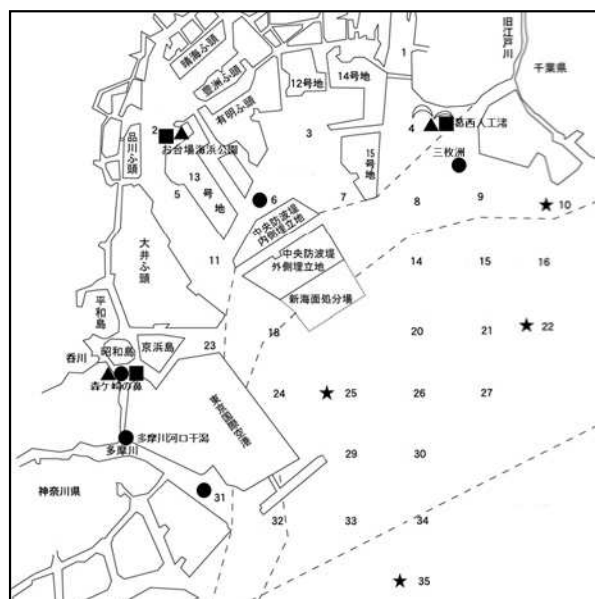 旧江戸川
千葉県
晴海ふ頭
豊洲ふ頭
有明ふ頭
12号地
14号地
1
品川ふ頭
2
お台場海浜公園
3
4
葛西人工渚
三枚洲
13号地
5
6
7
15号地
8
9
10
中央防波堤内側埋立地
大井ふ頭
11
中央防波堤外側埋立地
14
15
16
新海面処分場
平和島
18
20
21
22
呑川
昭和島
京浜島
23
森ヶ崎の鼻
24
25
26
27
東京国際空港
多摩川河口干潟
多摩川
29
30
神奈川県
31
32
33
34
35